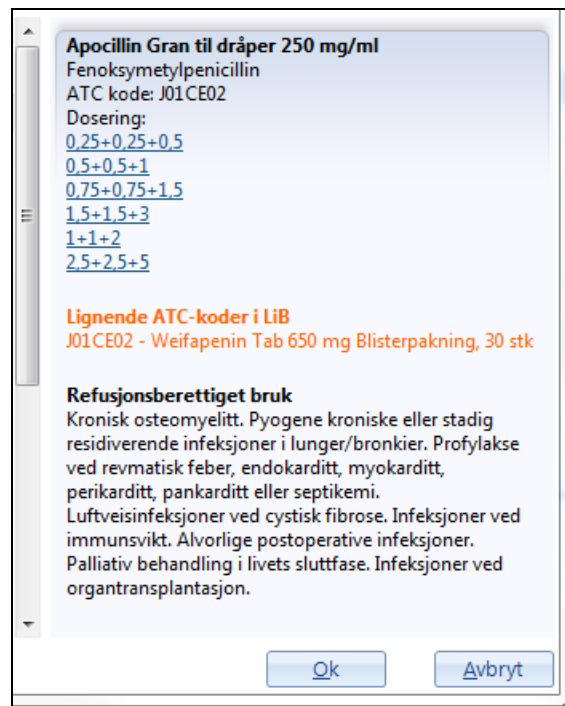 Apocillin Gran til dråper 250 mg/ml
Fenoksymetylpenicillin
ATC kode: J01CE02
Dosering:
0,25+0,25+0,5
0,5+0,5+1
0,75+0,75+1,5
1,5+1,5+3
1+1+2
2,5+2,5+5
Lignende ATC-koder i LiB
J01CE02 - Weifapenin Tab 650 mg Blisterpakning, 30 stk
Refusjonsberettiget bruk
Kronisk osteomyelitt. Pyogene kroniske eller stadig
residiverende infeksjoner i lunger/bronkier. Profylakse
ved revmatisk feber, endokarditt, myokarditt,
perikarditt, pankarditt eller septikemi.
Luftveisinfeksjoner ved cystisk fibrose. Infeksjoner ved
immunsvikt. Alvorlige postoperative infeksjoner.
Palliativ behandling i livets sluttfase. Infeksjoner ved
organtransplantasjon.
Ok Avbryt